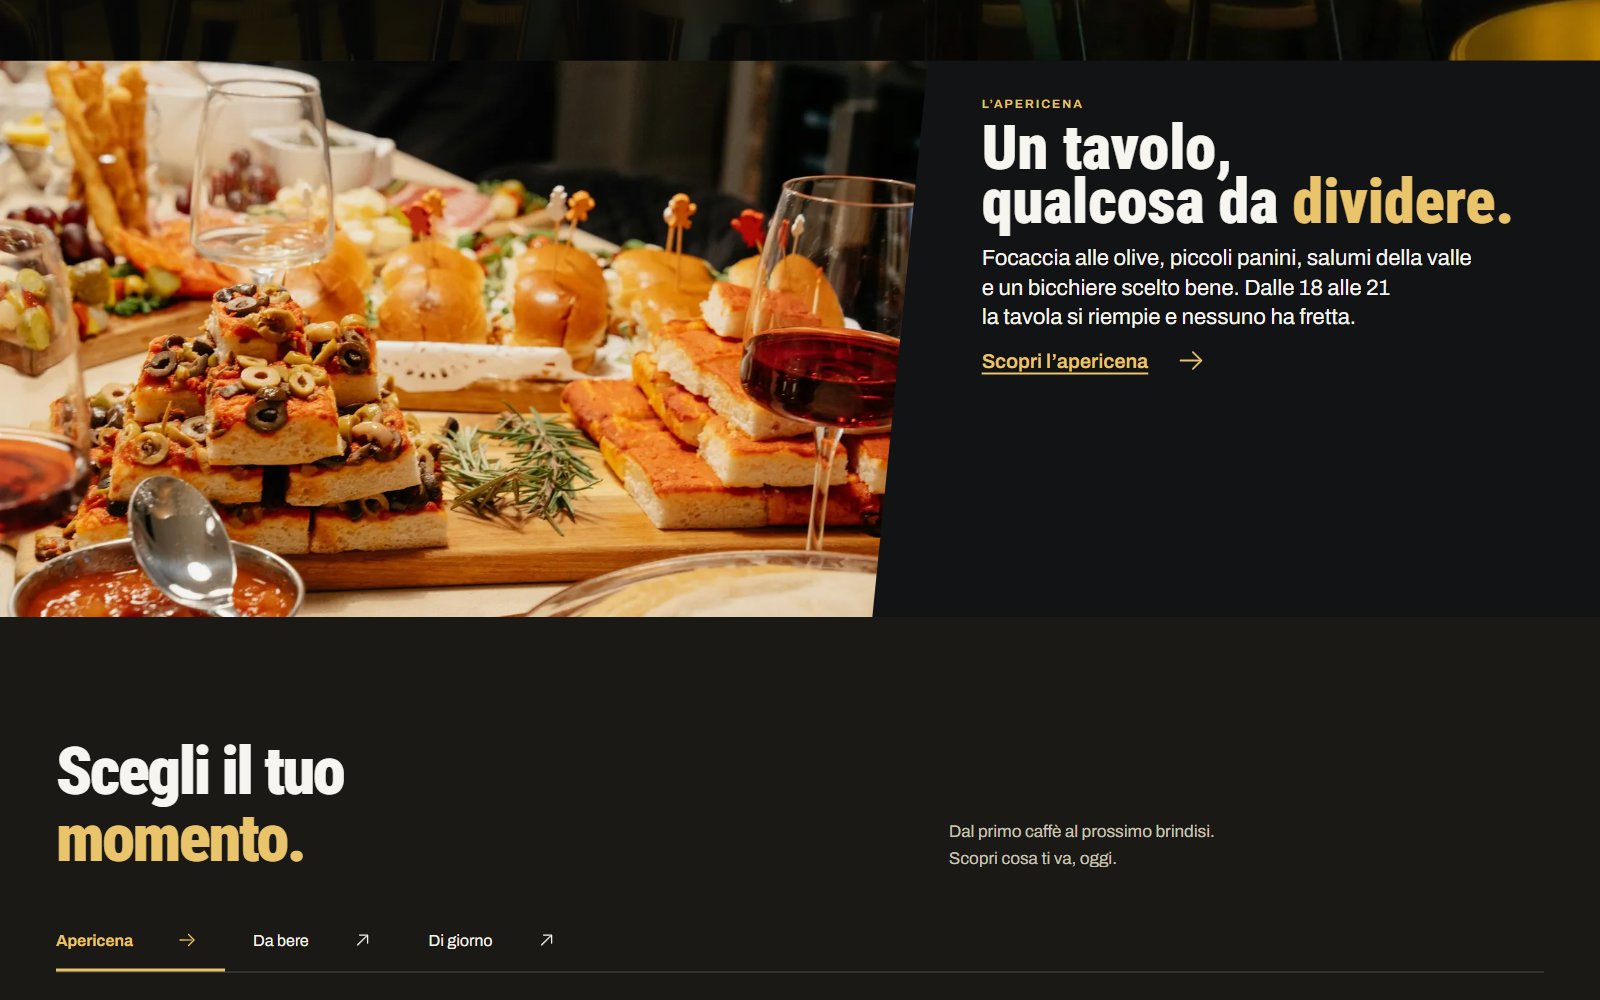 L’APERICENA
Un tavolo,
qualcosa da dividere.
Focaccia alle olive, piccoli panini, salumi della valle
e un bicchiere scelto bene. Dalle 18 alle 21
la tavola si riempie e nessuno ha fretta.
Scopri l’apericena
Scegli il tuo
momento.
Dal primo caffè al prossimo brindisi.
Scopri cosa ti va, oggi.
Apericena
Da bere
Di giorno